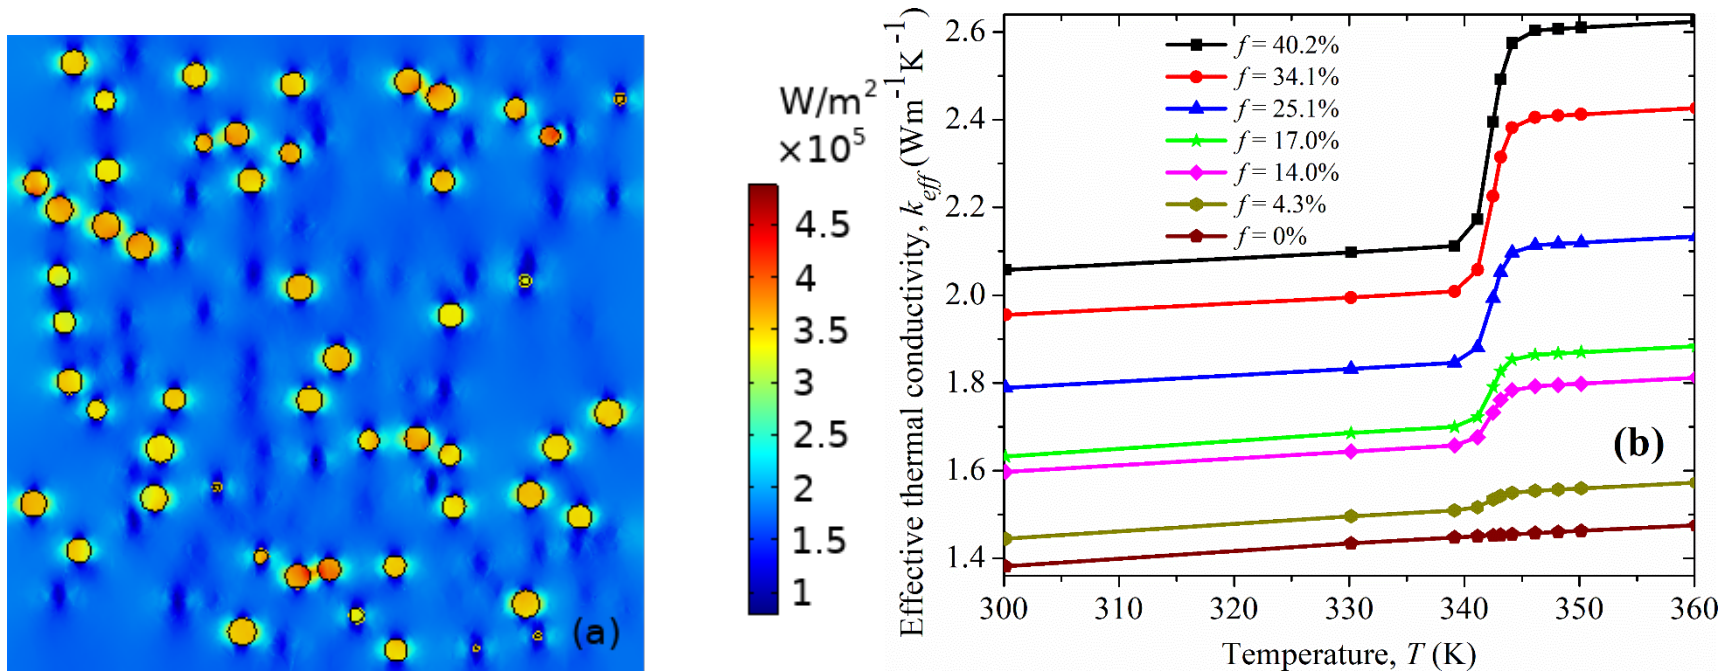 (a)
W/m²
×10⁵
4.5
4
3.5
3
2.5
2
1.5
1
Effective thermal conductivity, k_eff (Wm⁻¹K⁻¹)
2.6
2.4
2.2
2.0
1.8
1.6
1.4
f = 40.2%
f = 34.1%
f = 25.1%
f = 17.0%
f = 14.0%
f = 4.3%
f = 0%
(b)
300 310 320 330 340 350 360
Temperature, T (K)